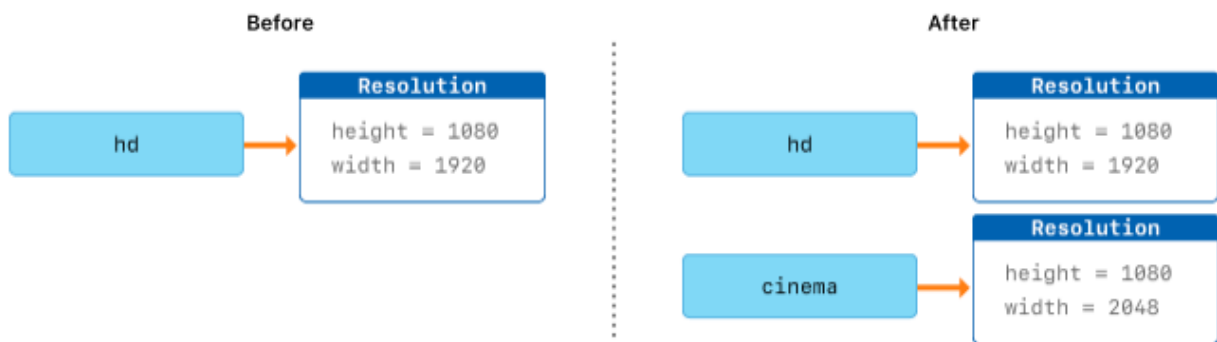 Before
Resolution
hd
height = 1080
width = 1920
After
Resolution
hd
height = 1080
width = 1920
Resolution
cinema
height = 1080
width = 2048